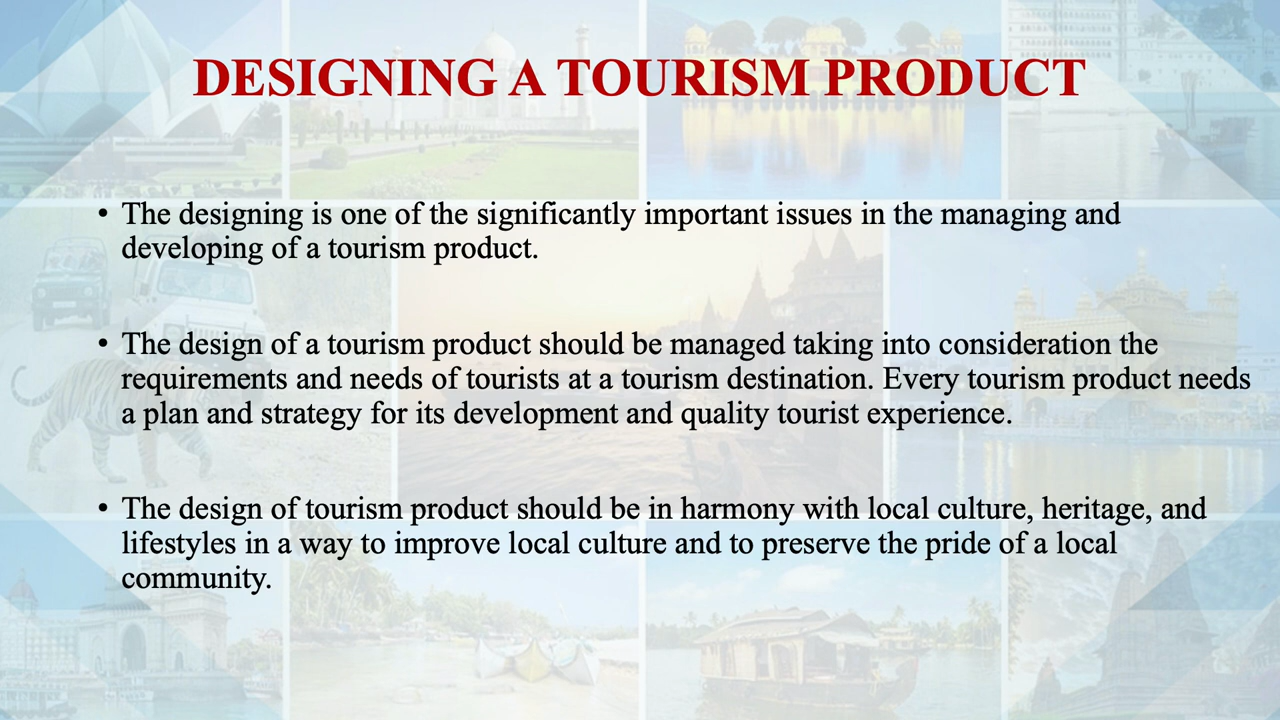 DESIGNING A TOURISM PRODUCT
• The designing is one of the significantly important issues in the managing and
developing of a tourism product.
• The design of a tourism product should be managed taking into consideration the
requirements and needs of tourists at a tourism destination. Every tourism product needs
a plan and strategy for its development and quality tourist experience.
• The design of tourism product should be in harmony with local culture, heritage, and
lifestyles in a way to improve local culture and to preserve the pride of a local
community.